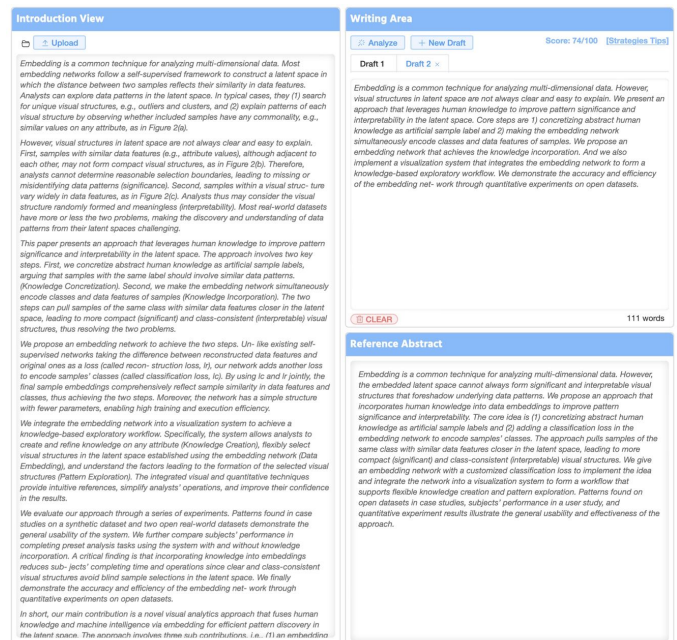 Introduction View
Upload
Embedding is a common technique for analyzing multi-dimensional data. Most
embedding networks follow a self-supervised framework to construct a latent space in
which the distance between two samples reflects their similarity in data features.
Analysts can explore data patterns in the latent space. In typical cases, they (1) search
for unique visual structures, e.g., outliers and clusters, and (2) explain patterns of each
visual structure by observing whether included samples have any commonality, e.g.,
similar values on any attribute, as in Figure 2(a).
However, visual structures in latent space are not always clear and easy to explain.
First, samples with similar data features (e.g., attribute values), although adjacent to
each other, may not form compact visual structures, as in Figure 2(b). Therefore,
analysts cannot determine reasonable selection boundaries, leading to missing or
misidentifying data patterns (significance). Second, samples within a visual struc- ture
vary widely in data features, as in Figure 2(c). Analysts thus may consider the visual
structure randomly formed and meaningless (interpretability). Most real-world datasets
have more or less the two problems, making the discovery and understanding of data
patterns from their latent spaces challenging.
This paper presents an approach that leverages human knowledge to improve pattern
significance and interpretability in the latent space. The approach involves two key
steps. First, we concretize abstract human knowledge as artificial sample labels,
arguing that samples with the same label should involve similar data patterns.
(Knowledge Concretization). Second, we make the embedding network simultaneously
encode classes and data features of samples (Knowledge Incorporation). The two
steps can pull samples of the same class with similar data features closer in the latent
space, leading to more compact (significant) and class-consistent (interpretable) visual
structures, thus resolving the two problems.
We propose an embedding network to achieve the two steps. Un- like existing self-
supervised networks taking the difference between reconstructed data features and
original ones as a loss (called recon- struction loss, lr), our network adds another loss
to encode samples' classes (called classification loss, lc). By using lc and lr jointly, the
final sample embeddings comprehensively reflect sample similarity in data features and
classes, thus achieving the two steps. Moreover, the network has a simple structure
with fewer parameters, enabling high training and execution efficiency.
We integrate the embedding network into a visualization system to achieve a
knowledge-based exploratory workflow. Specifically, the system allows analysts to
create and refine knowledge on any attribute (Knowledge Creation), flexibly select
visual structures in the latent space established using the embedding network (Data
Embedding), and understand the factors leading to the formation of the selected visual
structures (Pattern Exploration). The integrated visual and quantitative techniques
provide intuitive references, simplify analysts' operations, and improve their confidence
in the results.
We evaluate our approach through a series of experiments. Patterns found in case
studies on a synthetic dataset and two open real-world datasets demonstrate the
general usability of the system. We further compare subjects' performance in
completing preset analysis tasks using the system with and without knowledge
incorporation. A critical finding is that incorporating knowledge into embeddings
reduces sub- jects' completing time and operations since clear and class-consistent
visual structures avoid blind sample selections in the latent space. We finally
demonstrate the accuracy and efficiency of the embedding net- work through
quantitative experiments on open datasets.
In short, our main contribution is a novel visual analytics approach that fuses human
knowledge and machine intelligence via embedding for efficient pattern discovery in
the latent space. The approach involves three sub contributions, i.e., (1) an embedding
Writing Area
Analyze + New Draft Score: 74/100 [Strategies Tips]
Draft 1 Draft 2 ×
Embedding is a common technique for analyzing multi-dimensional data. However,
visual structures in latent space are not always clear and easy to explain. We present an
approach that leverages human knowledge to improve pattern significance and
interpretability in the latent space. Core steps are 1) concretizing abstract human
knowledge as artificial sample label and 2) making the embedding network
simultaneously encode classes and data features of samples. We propose an
embedding network that achieves the knowledge incorporation. And we also
implement a visualization system that integrates the embedding network to form a
knowledge-based exploratory workflow. We demonstrate the accuracy and efficiency
of the embedding net- work through quantitative experiments on open datasets.
CLEAR 111 words
Reference Abstract
Embedding is a common technique for analyzing multi-dimensional data. However,
the embedded latent space cannot always form significant and interpretable visual
structures that foreshadow underlying data patterns. We propose an approach that
incorporates human knowledge into data embeddings to improve pattern
significance and interpretability. The core idea is (1) concretizing abstract human
knowledge as artificial sample labels and (2) adding a classification loss in the
embedding network to encode samples' classes. The approach pulls samples of the
same class with similar data features closer in the latent space, leading to more
compact (significant) and class-consistent (interpretable) visual structures. We give
an embedding network with a customized classification loss to implement the idea
and integrate the network into a visualization system to form a workflow that
supports flexible knowledge creation and pattern exploration. Patterns found on
open datasets in case studies, subjects' performance in a user study, and
quantitative experiment results illustrate the general usability and effectiveness of the
approach.